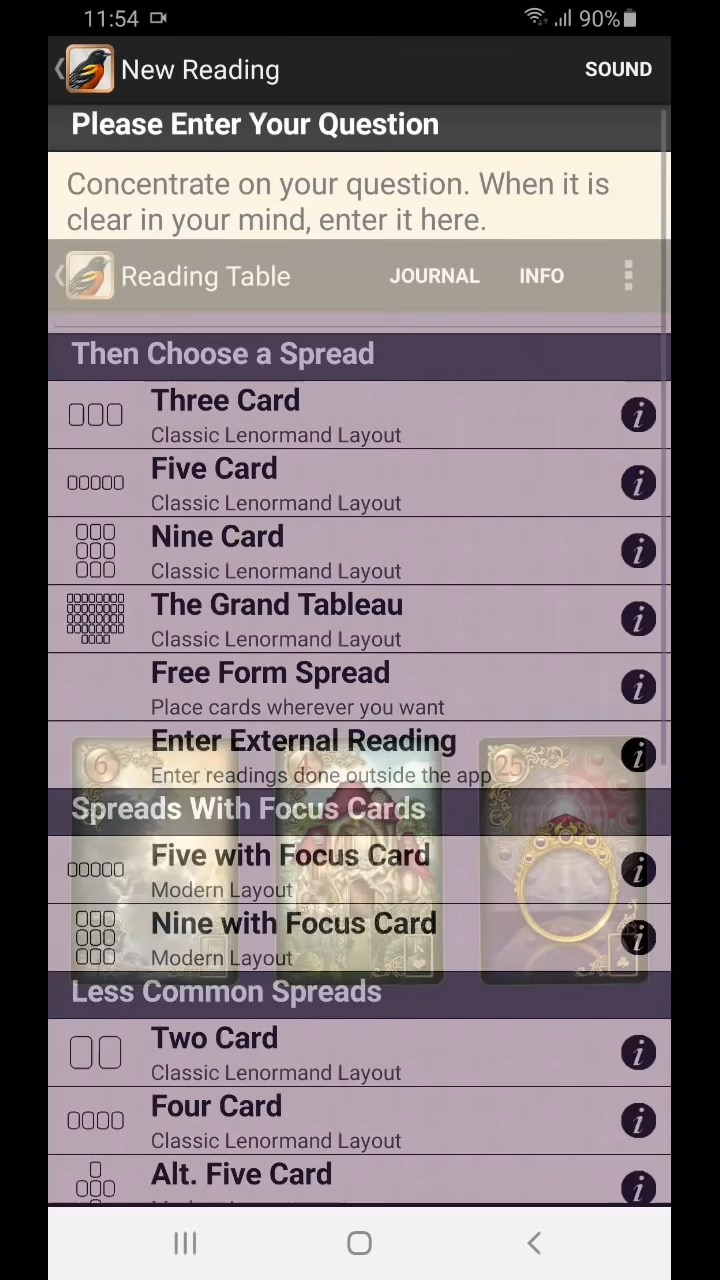 11:54
90%
New Reading
SOUND
Please Enter Your Question
Concentrate on your question. When it is
clear in your mind, enter it here.
Reading Table
JOURNAL
INFO
Then Choose a Spread
Three Card
Classic Lenormand Layout
Five Card
Classic Lenormand Layout
Nine Card
Classic Lenormand Layout
The Grand Tableau
Classic Lenormand Layout
Free Form Spread
Place cards wherever you want
Enter External Reading
Enter readings done outside the app
6
4
25
Spreads With Focus Cards
Five with Focus Card
Modern Layout
Nine with Focus Card
Modern Layout
K
Less Common Spreads
Two Card
Classic Lenormand Layout
Four Card
Classic Lenormand Layout
Alt. Five Card